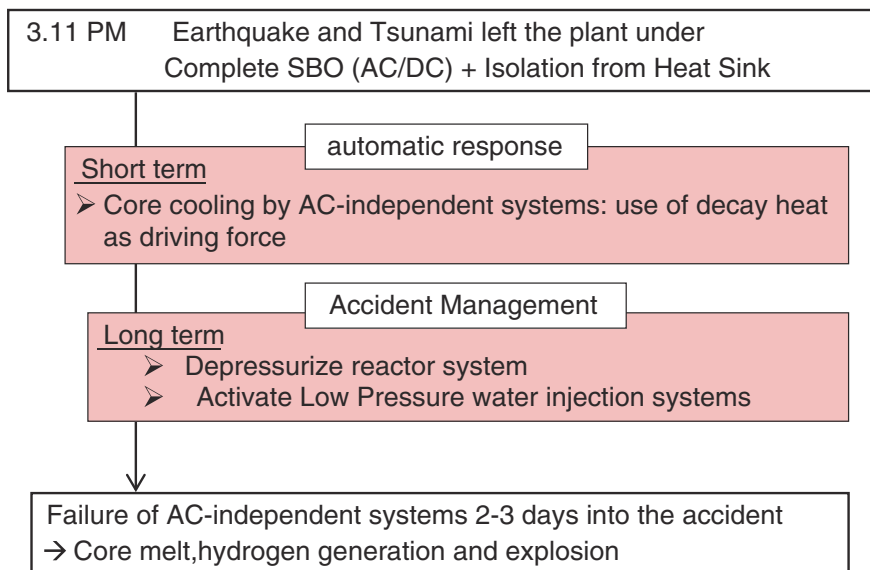 3.11 PM Earthquake and Tsunami left the plant under
Complete SBO (AC/DC) + Isolation from Heat Sink
automatic response
Short term
➢ Core cooling by AC-independent systems: use of decay heat
as driving force
Accident Management
Long term
➢ Depressurize reactor system
➢ Activate Low Pressure water injection systems
Failure of AC-independent systems 2-3 days into the accident
→ Core melt,hydrogen generation and explosion